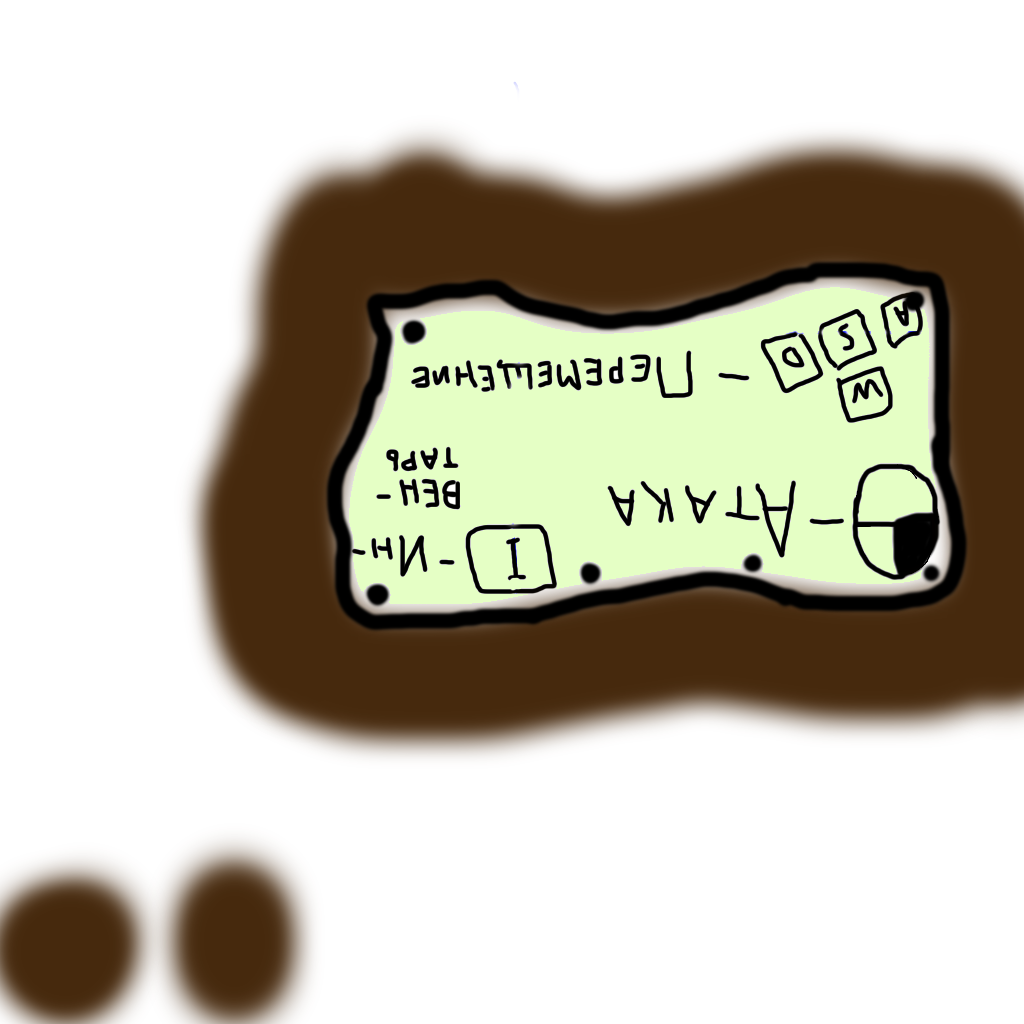 – АТАКА
I - ИН-
ВЕН-
ТАРЬ
W
A S D – ПЕРЕМЕЩЕНИЕ